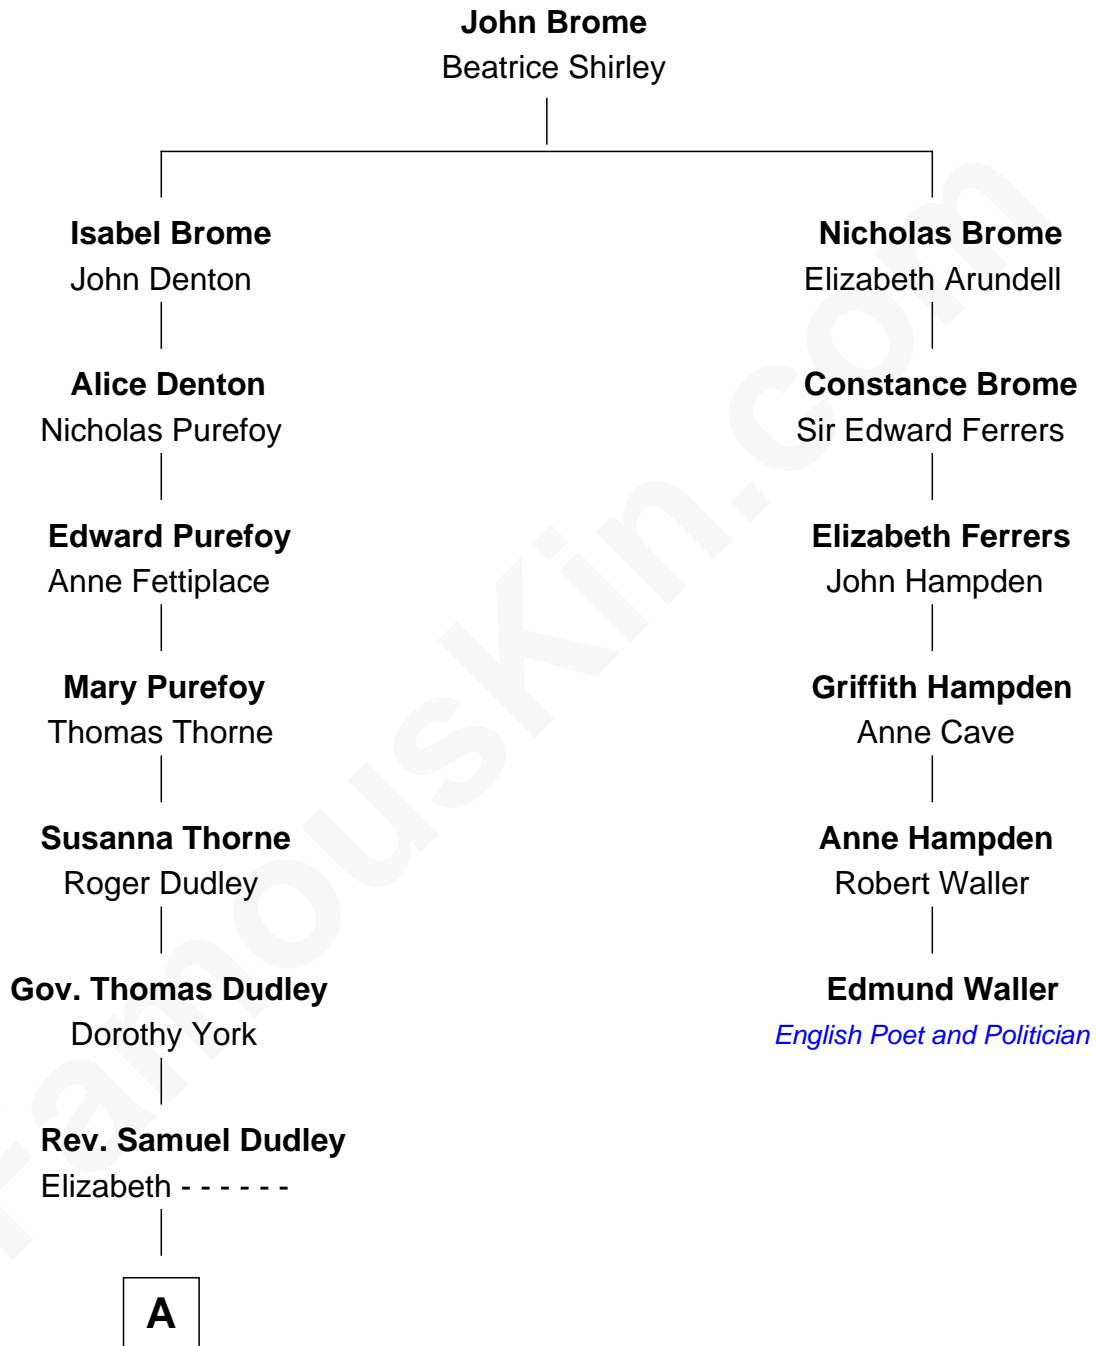 John Brome
Beatrice Shirley
Isabel Brome
John Denton
Nicholas Brome
Elizabeth Arundell
Alice Denton
Nicholas Purefoy
Constance Brome
Sir Edward Ferrers
Edward Purefoy
Anne Fettiplace
Elizabeth Ferrers
John Hampden
Mary Purefoy
Thomas Thorne
Griffith Hampden
Anne Cave
Susanna Thorne
Roger Dudley
Anne Hampden
Robert Waller
Gov. Thomas Dudley
Dorothy York
Edmund Waller
English Poet and Politician
Rev. Samuel Dudley
Elizabeth - - - - - -
A
FamousKin.com